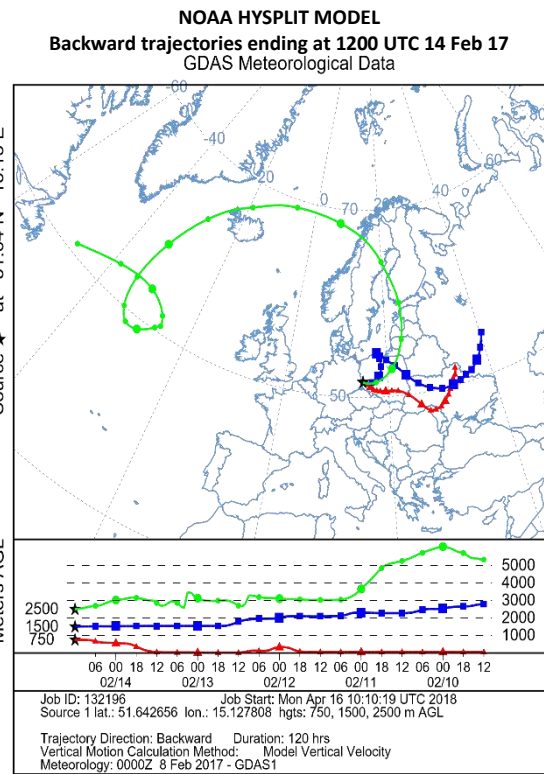 NOAA HYSPLIT MODEL
Backward trajectories ending at 1200 UTC 14 Feb 17
GDAS Meteorological Data
Source ★ at
-60
-40
-20
0
70
40
60
80
50
Meters AGL
2500
1500
750
5000
4000
3000
2000
1000
06 00 18 12 06 00 18 12 06 00 18 12 06 00 18 12 06 00 18 12
02/14 02/13 02/12 02/11 02/10
Job ID: 132196 Job Start: Mon Apr 16 10:10:19 UTC 2018
Source 1 lat.: 51.642656 lon.: 15.127808 hgts: 750, 1500, 2500 m AGL
Trajectory Direction: Backward Duration: 120 hrs
Vertical Motion Calculation Method: Model Vertical Velocity
Meteorology: 0000Z 8 Feb 2017 - GDAS1